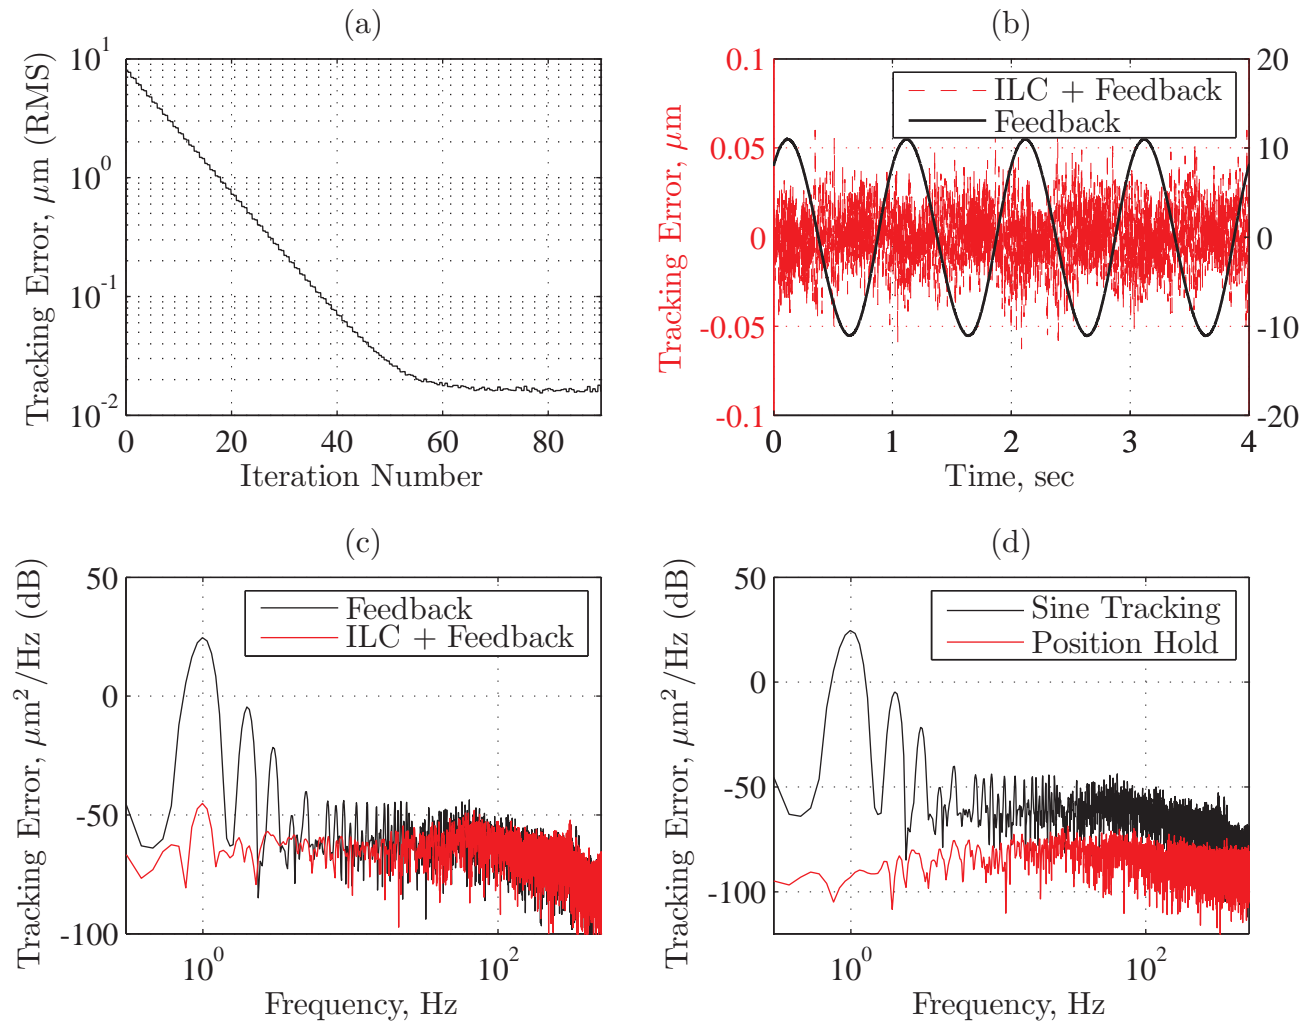 (a)
Tracking Error, μm (RMS)
10^1
10^0
10^-1
10^-2
0 20 40 60 80
Iteration Number
(b)
Tracking Error, μm
0.1
0.05
0
-0.05
-0.1
ILC + Feedback
Feedback
20
10
0
-10
-20
0 1 2 3 4
Time, sec
(c)
Tracking Error, μm²/Hz (dB)
50
0
-50
-100
Feedback
ILC + Feedback
10^0 10^2
Frequency, Hz
(d)
Tracking Error, μm²/Hz (dB)
50
0
-50
-100
Sine Tracking
Position Hold
10^0 10^2
Frequency, Hz